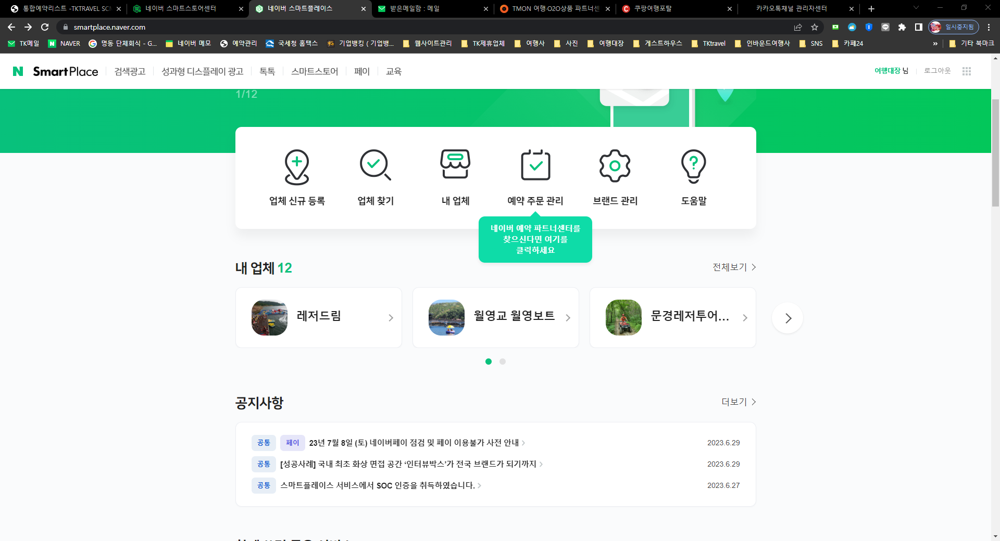 통합예약리스트 -TKTRAVEL SCM
네이버 스마트스토어센터
네이버 스마트플레이스
받은메일함 : 메일
TMON 여행·O2O상품 파트너센
쿠팡여행포탈
카카오톡채널 관리자센터
smartplace.naver.com
일시중지됨
TK메일
NAVER
명동 단체회식 - G...
네이버 메모
예약관리
국세청 홈택스
기업뱅킹 ( 기업뱅...
웹사이트관리
TK제휴업체
여행사
사진
여행대장
게스트하우스
TKtravel
인바운드여행사
SNS
카페24
»
기타 북마크
N SmartPlace
검색광고
성과형 디스플레이 광고
톡톡
스마트스토어
페이
교육
여행대장 님
로그아웃
1/12
업체 신규 등록
업체 찾기
내 업체
예약 주문 관리
브랜드 관리
도움말
네이버 예약 파트너센터를
찾으신다면 여기를
클릭하세요
내 업체 12
전체보기
레저드림
월영교 월영보트
문경레저투어...
공지사항
더보기
공통 페이 23년 7월 8일 (토) 네이버페이 점검 및 페이 이용불가 사전 안내 2023.6.29
공통 [성공사례] 국내 최초 화상 면접 공간 ‘인터뷰박스’가 전국 브랜드가 되기까지 2023.6.29
공통 스마트플레이스 서비스에서 SOC 인증을 취득하였습니다. 2023.6.27